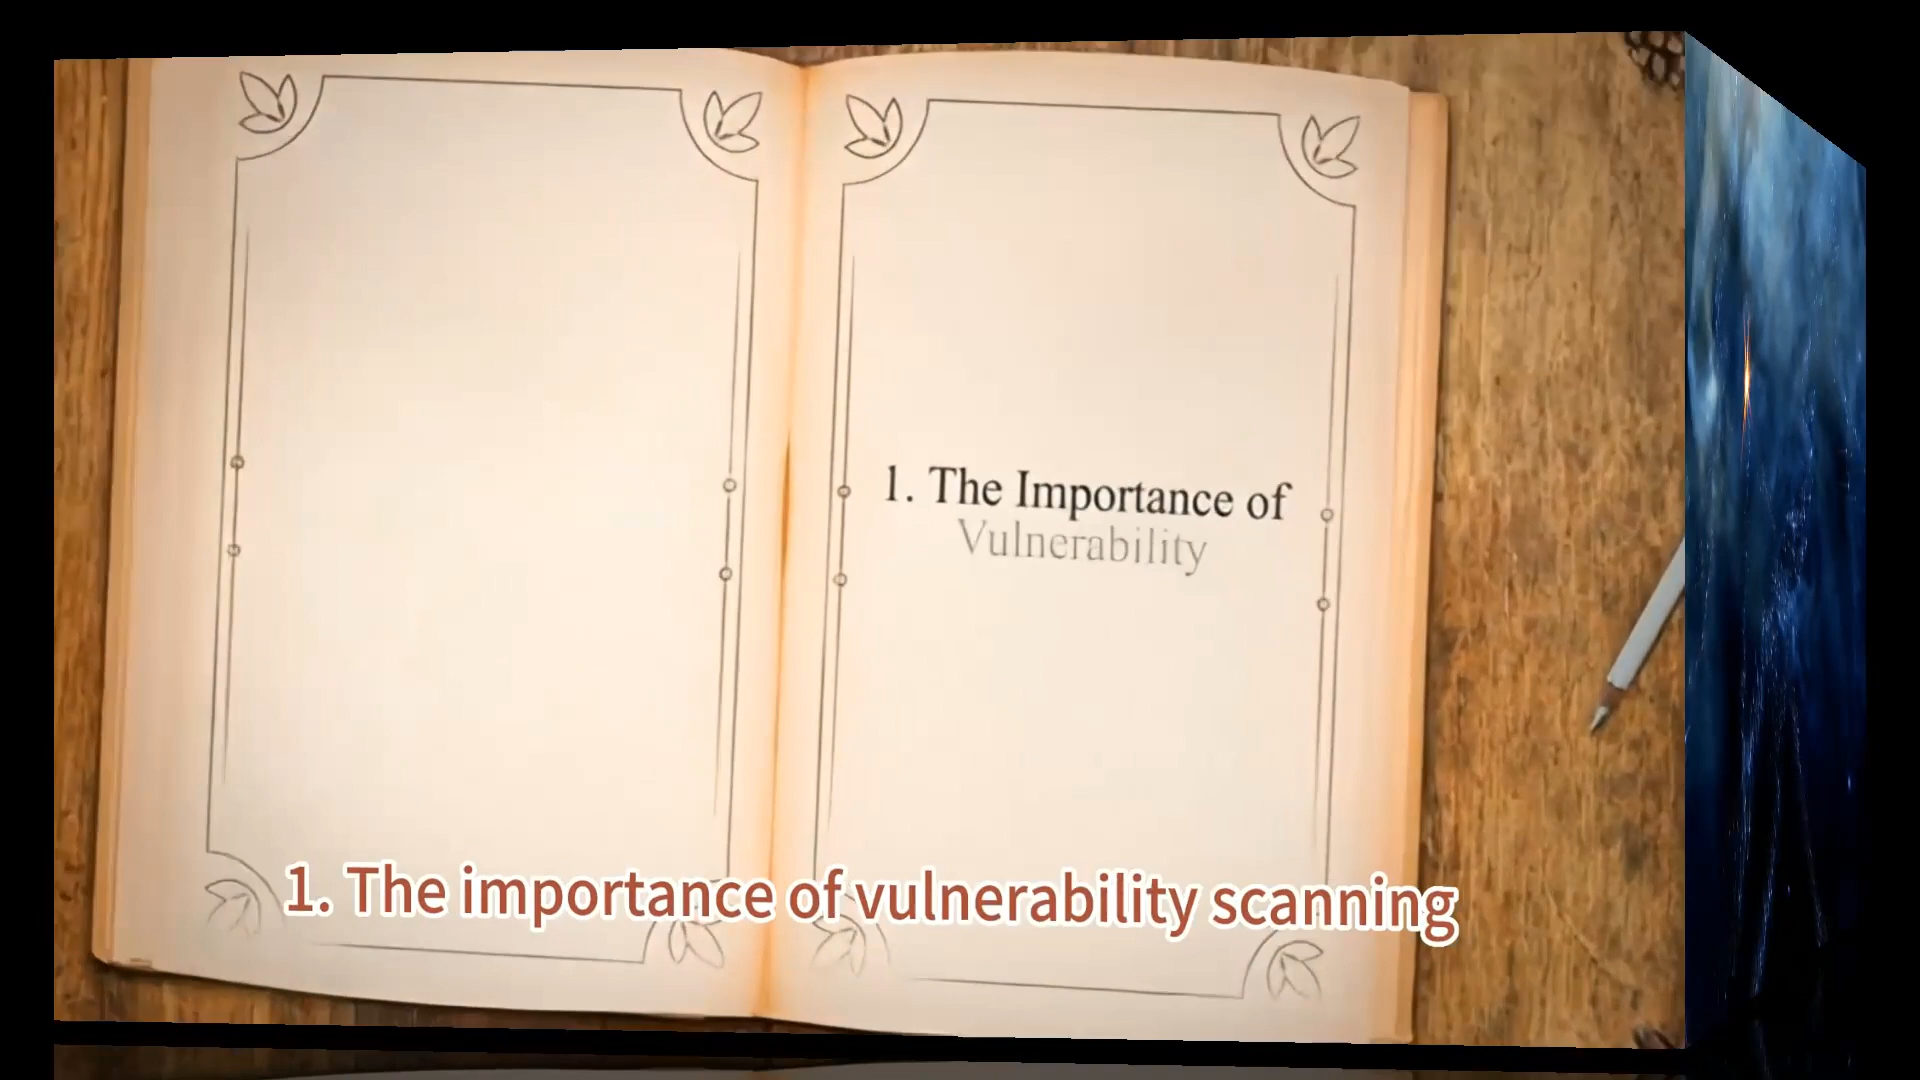 1. The Importance of
Vulnerability
1. The importance of vulnerability scanning